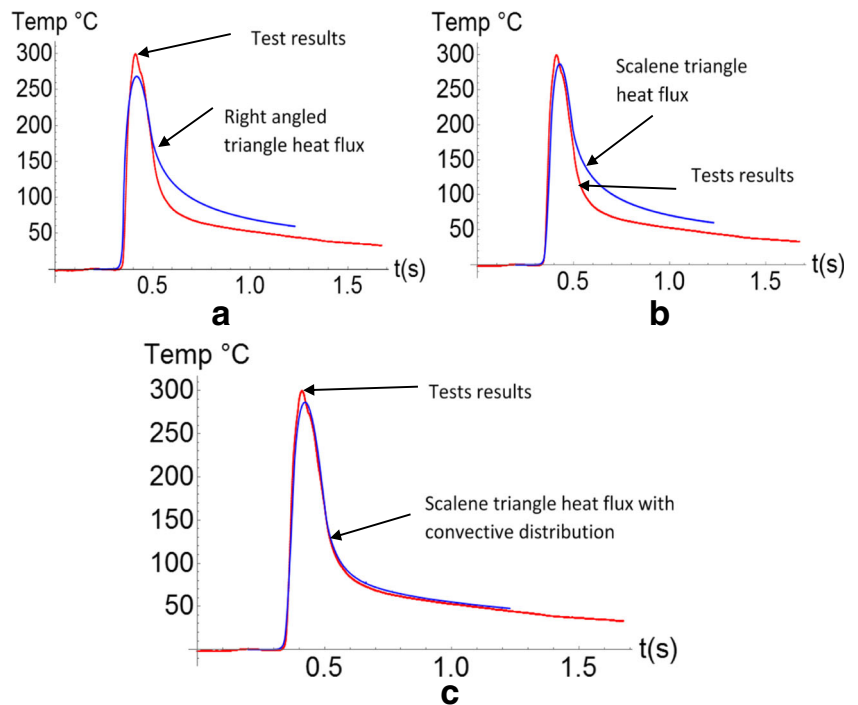 Temp °C
300
250
200
150
100
50
0.5
1.0
1.5
t(s)
Test results
Right angled
triangle heat flux
a
Temp °C
300
250
200
150
100
50
0.5
1.0
1.5
t(s)
Scalene triangle
heat flux
Tests results
b
Temp °C
300
250
200
150
100
50
0.5
1.0
1.5
t(s)
Tests results
Scalene triangle heat flux with
convective distribution
c